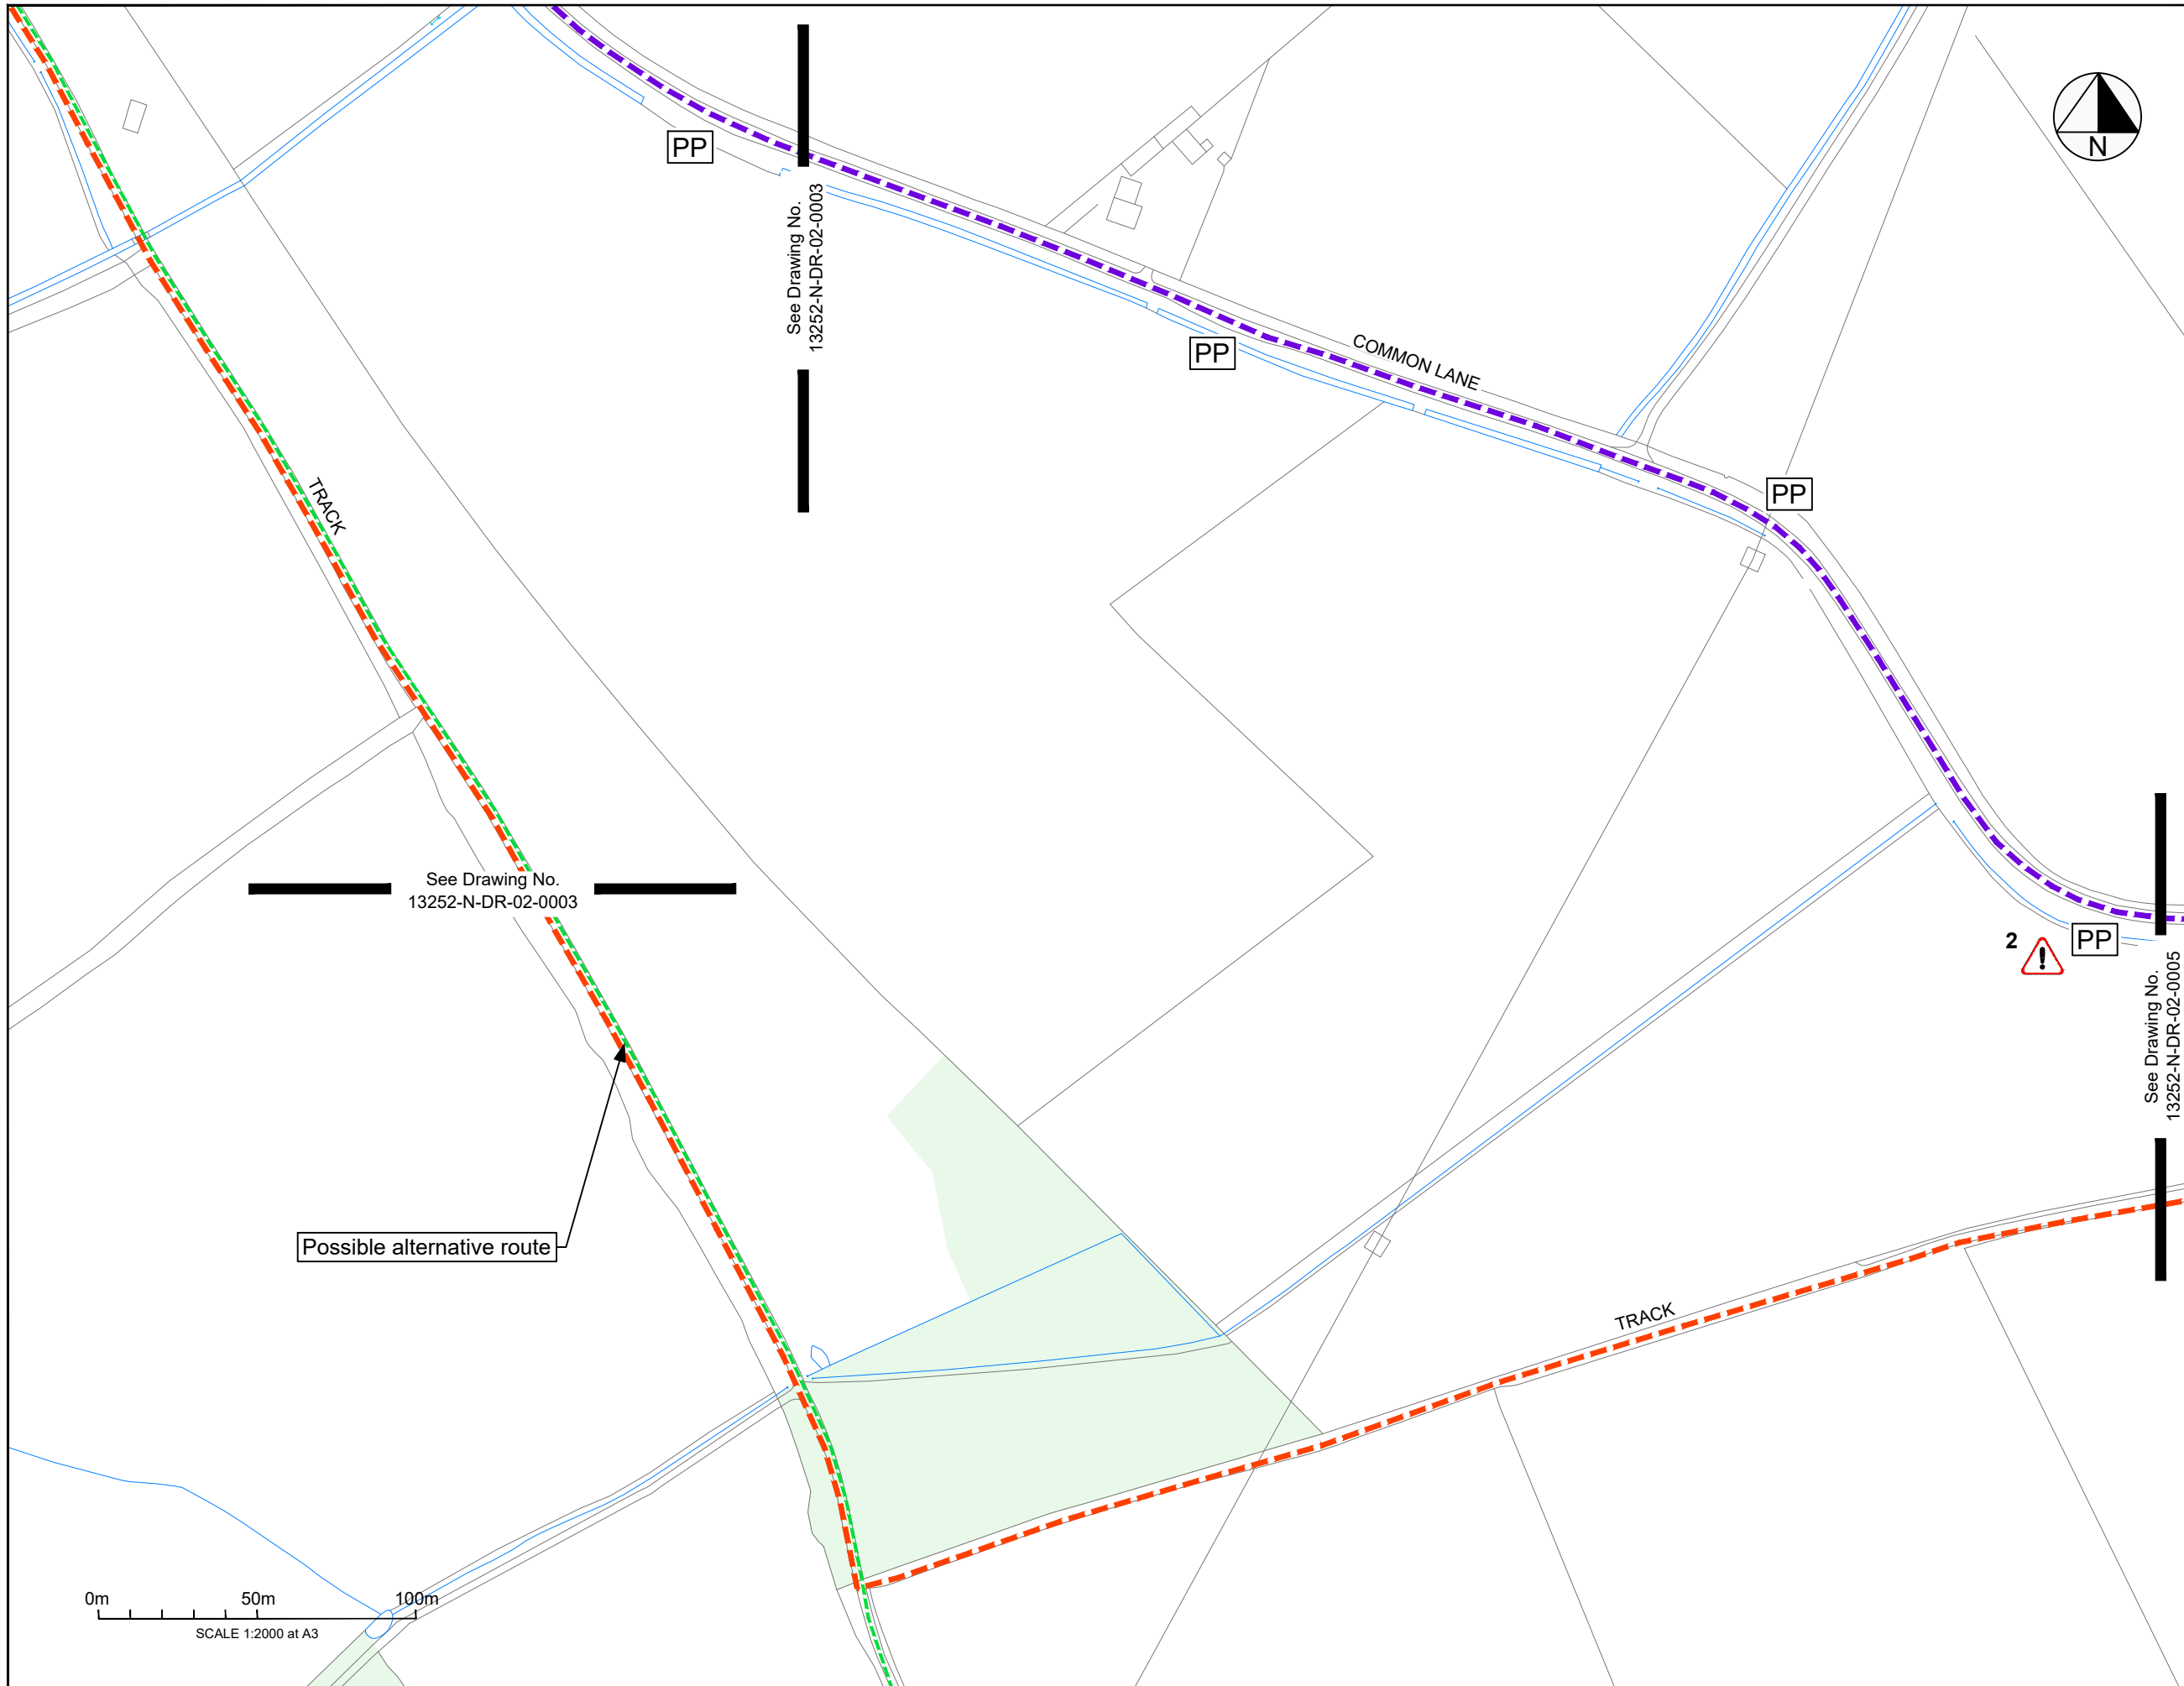 N
PP
See Drawing No.
13252-N-DR-02-0003
PP
COMMON LANE
PP
TRACK
See Drawing No.
13252-N-DR-02-0003
2
!
PP
See Drawing No.
13252-N-DR-02-0005
Possible alternative route
TRACK
0m 50m 100m
SCALE 1:2000 at A3